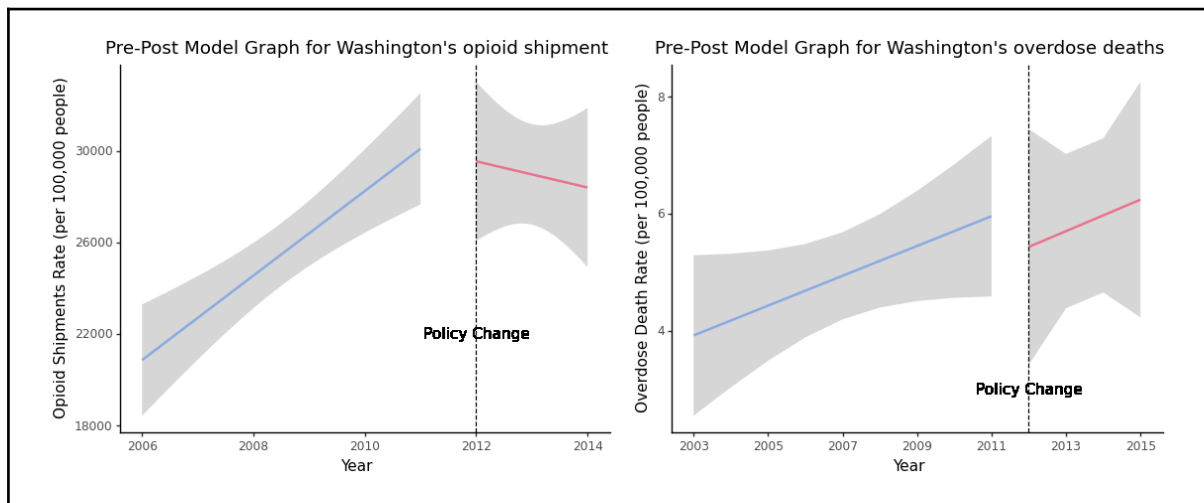 Pre-Post Model Graph for Washington's opioid shipment
Opioid Shipments Rate (per 100,000 people)
30000
26000
22000
18000
Policy Change
2006
2008
2010
2012
2014
Year
Pre-Post Model Graph for Washington's overdose deaths
Overdose Death Rate (per 100,000 people)
8
6
4
Policy Change
2003
2005
2007
2009
2011
2013
2015
Year